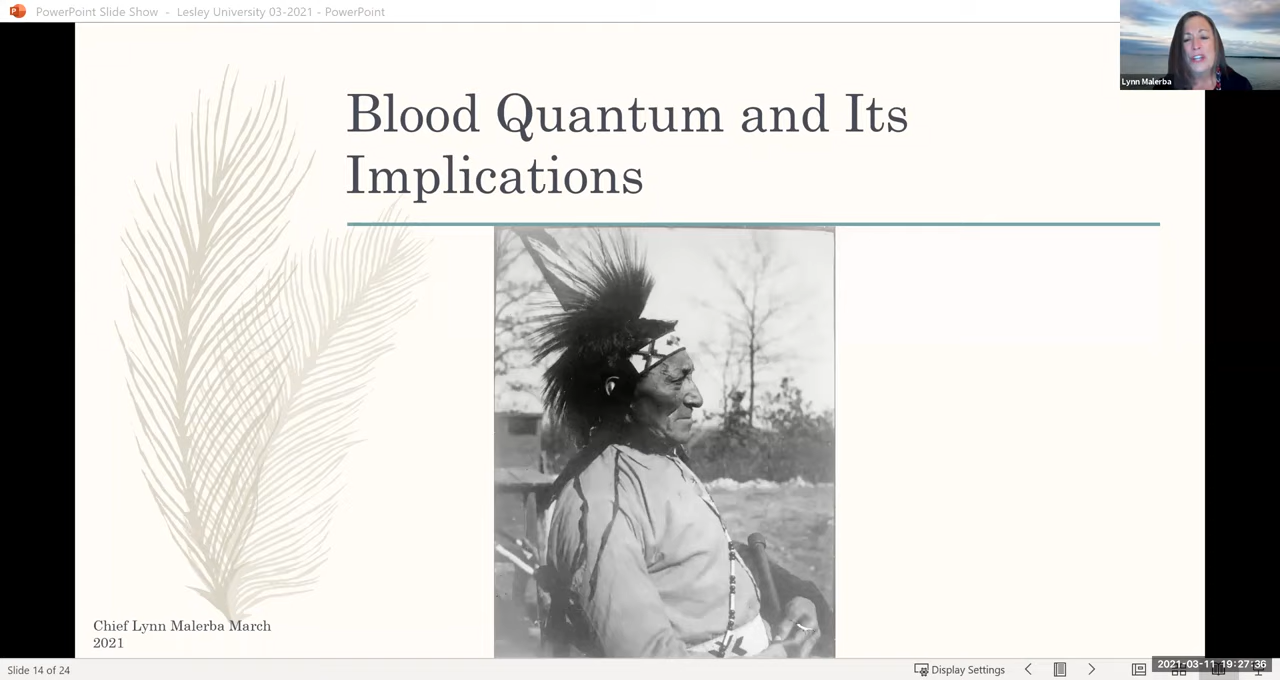 PowerPoint Slide Show - Lesley University 03-2021 - PowerPoint
Lynn Malerba
Blood Quantum and Its
Implications
Chief Lynn Malerba March
2021
Slide 14 of 24
Display Settings
2021-03-11 19:27:36